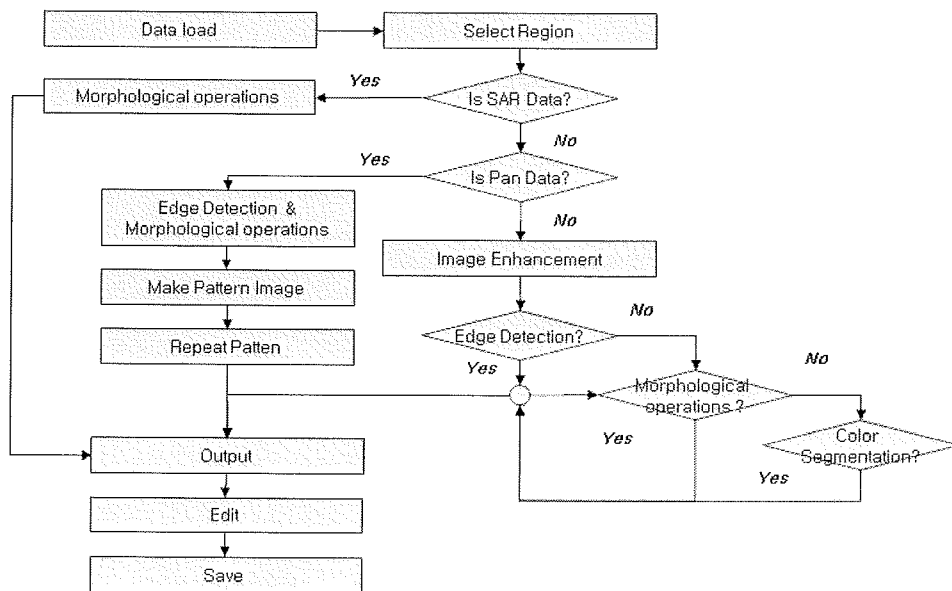 Data load
Select Region
Yes
Morphological operations
Is SAR Data?
No
Yes
Is Pan Data?
Edge Detection &
Morphological operations
No
Image Enhancement
Make Pattern Image
No
Edge Detection?
Repeat Patten
Yes
No
Morphological
operations ?
Yes
Color
Segmentation?
Yes
Output
Edit
Save